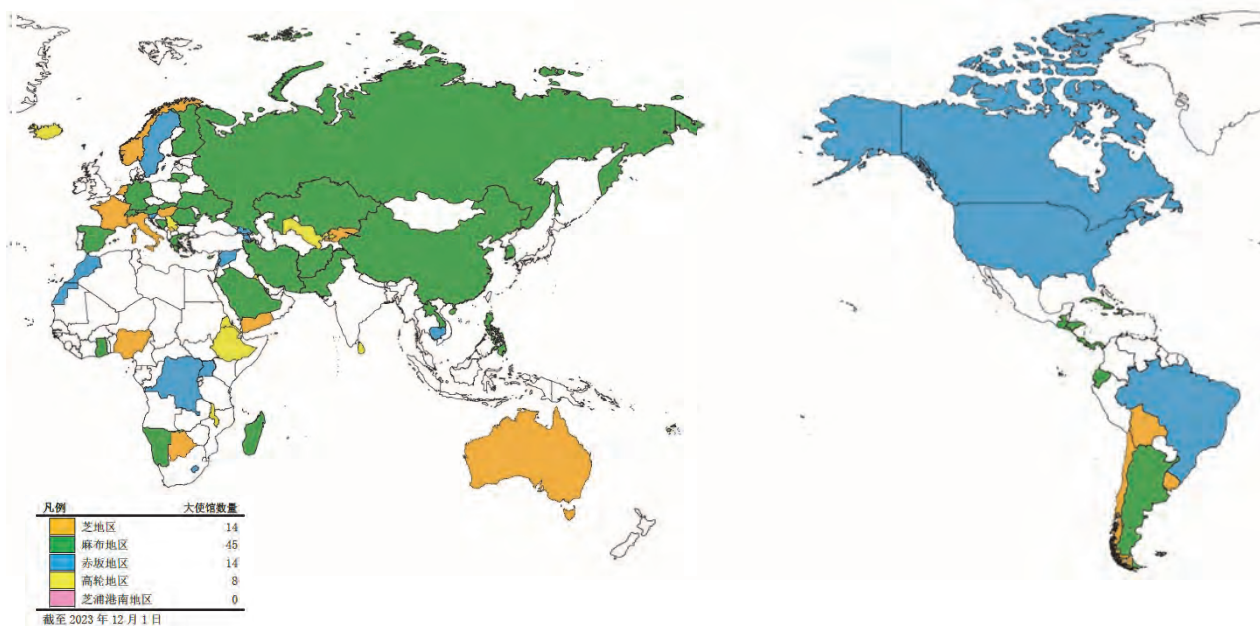 凡例 大使馆数量
芝地区 14
麻布地区 45
赤坂地区 14
高轮地区 8
芝浦港南地区 0
截至 2023 年 12 月 1 日